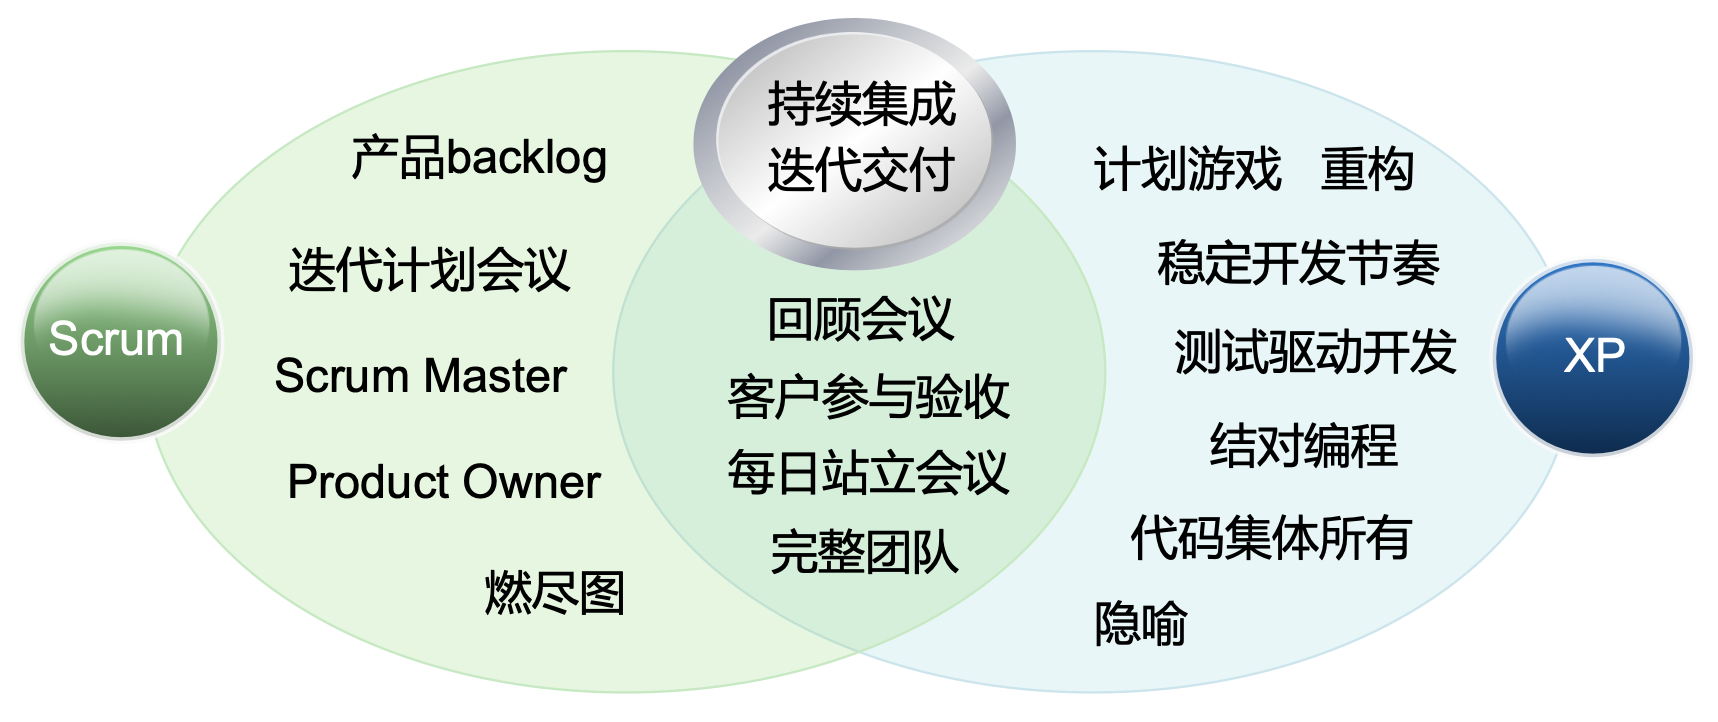 持续集成
迭代交付
产品backlog
迭代计划会议
Scrum Master
Product Owner
燃尽图
Scrum
回顾会议
客户参与验收
每日站立会议
完整团队
计划游戏 重构
稳定开发节奏
测试驱动开发
结对编程
代码集体所有
隐喻
XP